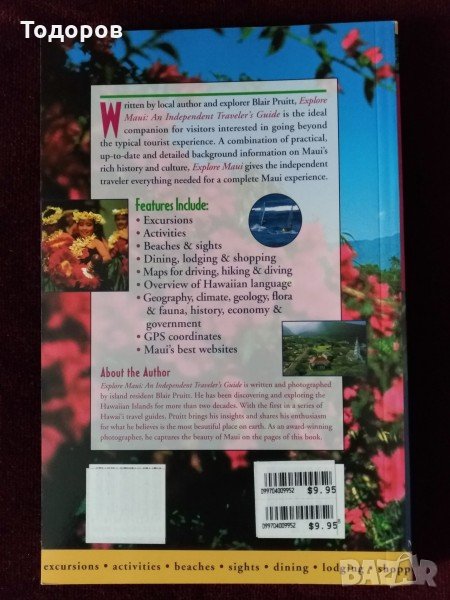 Тодоров
Written by local author and explorer Blair Pruitt, Explore
Maui: An Independent Traveler's Guide is the ideal
companion for visitors interested in going beyond
the typical tourist experience. A combination of practical,
up-to-date and detailed background information on Maui's
rich history and culture, Explore Maui gives the independent
traveler everything needed for a complete Maui experience.
Features Include:
• Excursions
• Activities
• Beaches & sights
• Dining, lodging & shopping
• Maps for driving, hiking & diving
• Overview of Hawaiian language
• Geography, climate, geology, flora
& fauna, history, economy &
government
• GPS coordinates
• Maui's best websites
About the Author
Explore Maui: An Independent Traveler's Guide is written and photographed
by island resident Blair Pruitt. He has been discovering and exploring the
Hawaiian Islands for more than two decades. With the first in a series of
Hawai'i travel guides, Pruitt brings his insights and shares his enthusiasm
for what he believes is the most beautiful place on earth. As an award-winning
photographer, he captures the beauty of Maui on the pages of this book.
099704009952 $9.95
099704009952 $9.95
excursions • activities • beaches • sights • dining • lodging • shopp
BAZAR